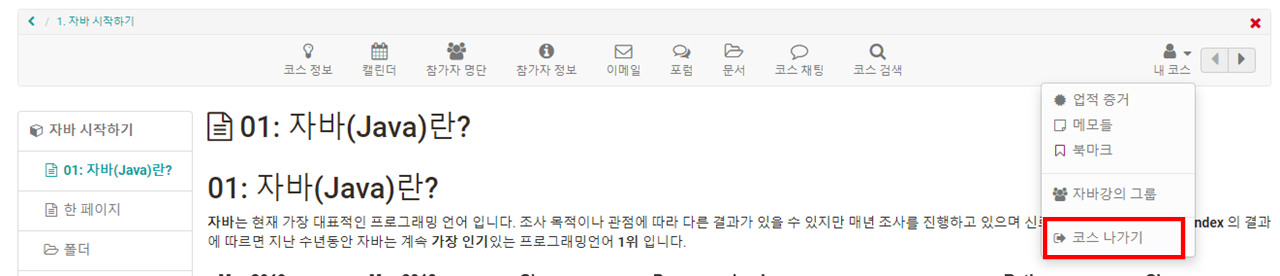 / 1. 자바 시작하기
코스 정보 캘린더 참가자 명단 참가자 정보 이메일 포럼 문서 코스 채팅 코스 검색 내 코스
업적 증거
메모들
북마크
자바강의 그룹
코스 나가기
자바 시작하기
01: 자바(Java)란?
한 페이지
폴더
01: 자바(Java)란?
01: 자바(Java)란?
자바는 현재 가장 대표적인 프로그래밍 언어 입니다. 조사 목적이나 관점에 따라 다른 결과가 있을 수 있지만 매년 조사를 진행하고 있으며 의 결과
에 따르면 지난 수년동안 자바는 계속 가장 인기있는 프로그래밍언어 1위 입니다.